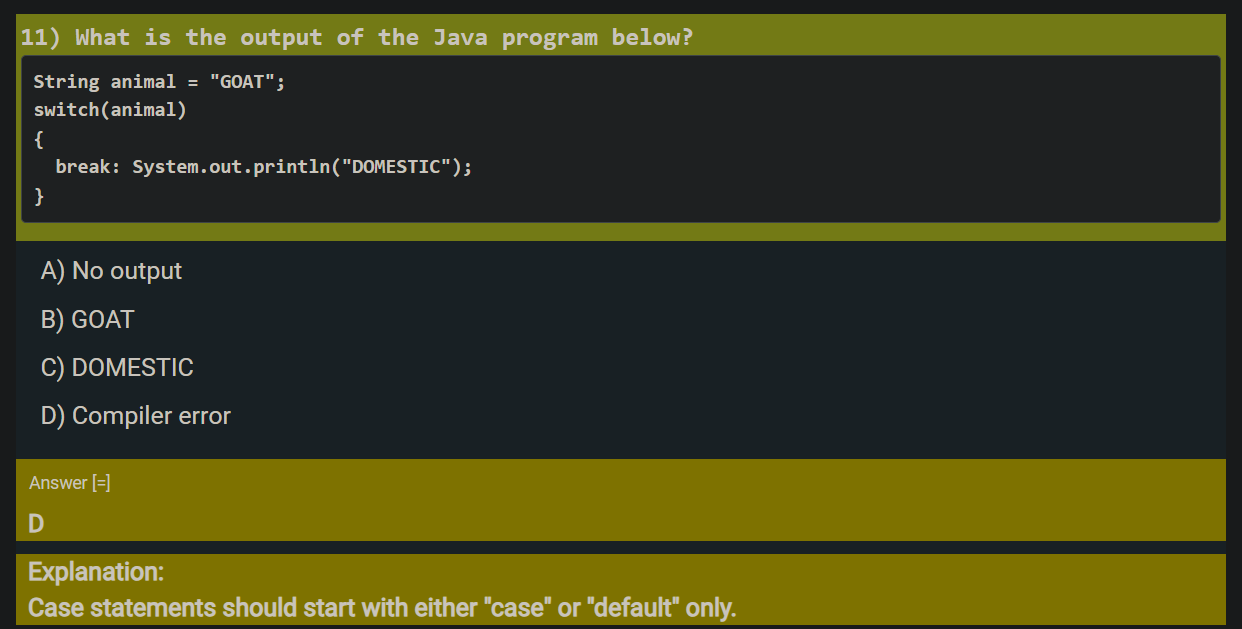 11) What is the output of the Java program below?
String animal = "GOAT";
switch(animal)
{
  break: System.out.println("DOMESTIC");
}
A) No output
B) GOAT
C) DOMESTIC
D) Compiler error
Answer [=]
D
Explanation:
Case statements should start with either "case" or "default" only.